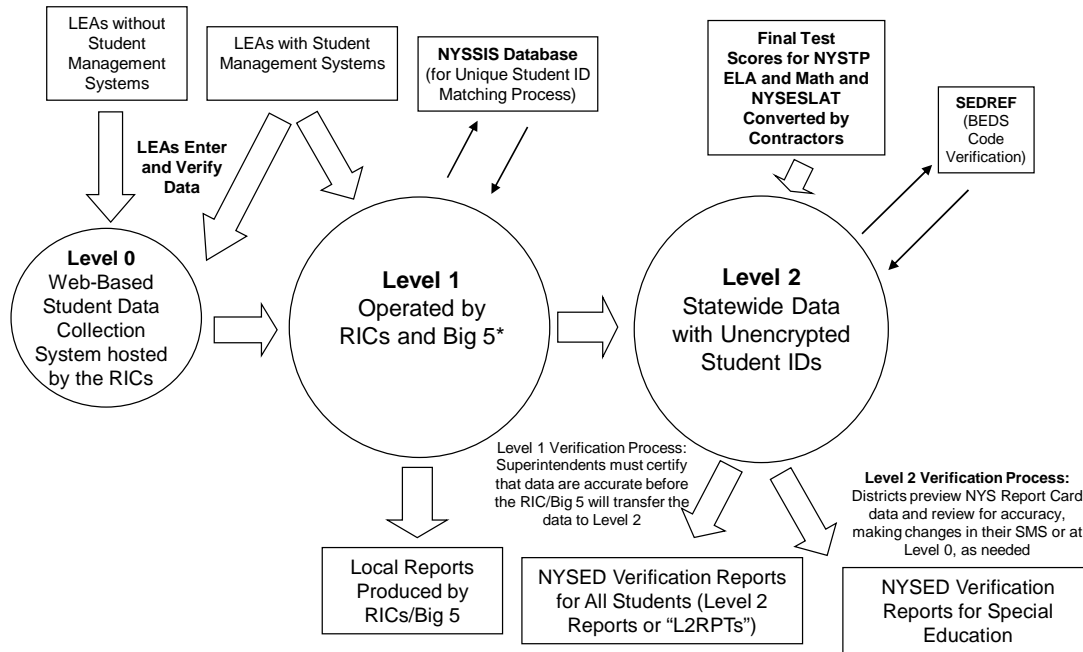 LEAs without
Student
Management
Systems
LEAs with Student
Management Systems
NYSSIS Database
(for Unique Student ID
Matching Process)
Final Test
Scores for NYSTP
ELA and Math and
NYSESLAT
Converted by
Contractors
SEDREF
(BEDS
Code
Verification)
LEAs Enter
and Verify
Data
Level 0
Web-Based
Student Data
Collection
System hosted
by the RICs
Level 1
Operated by
RICs and Big 5*
Level 2
Statewide Data
with Unencrypted
Student IDs
Level 1 Verification Process:
Superintendents must certify
that data are accurate before
the RIC/Big 5 will transfer the
data to Level 2
Level 2 Verification Process:
Districts preview NYS Report Card
data and review for accuracy,
making changes in their SMS or at
Level 0, as needed
Local Reports
Produced by
RICs/Big 5
NYSED Verification Reports
for All Students (Level 2
Reports or “L2RPTs”)
NYSED Verification
Reports for Special
Education